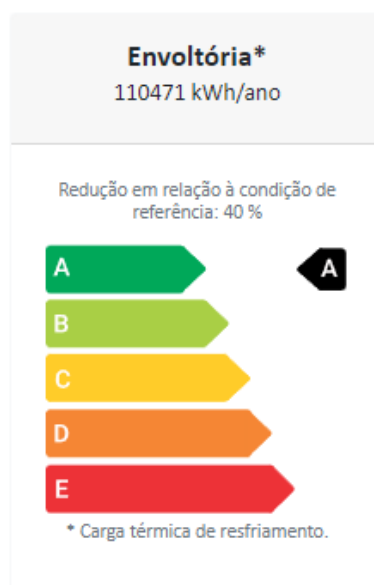 Envoltória*
110471 kWh/ano
Redução em relação à condição de
referência: 40 %
A
A
B
C
D
E
* Carga térmica de resfriamento.